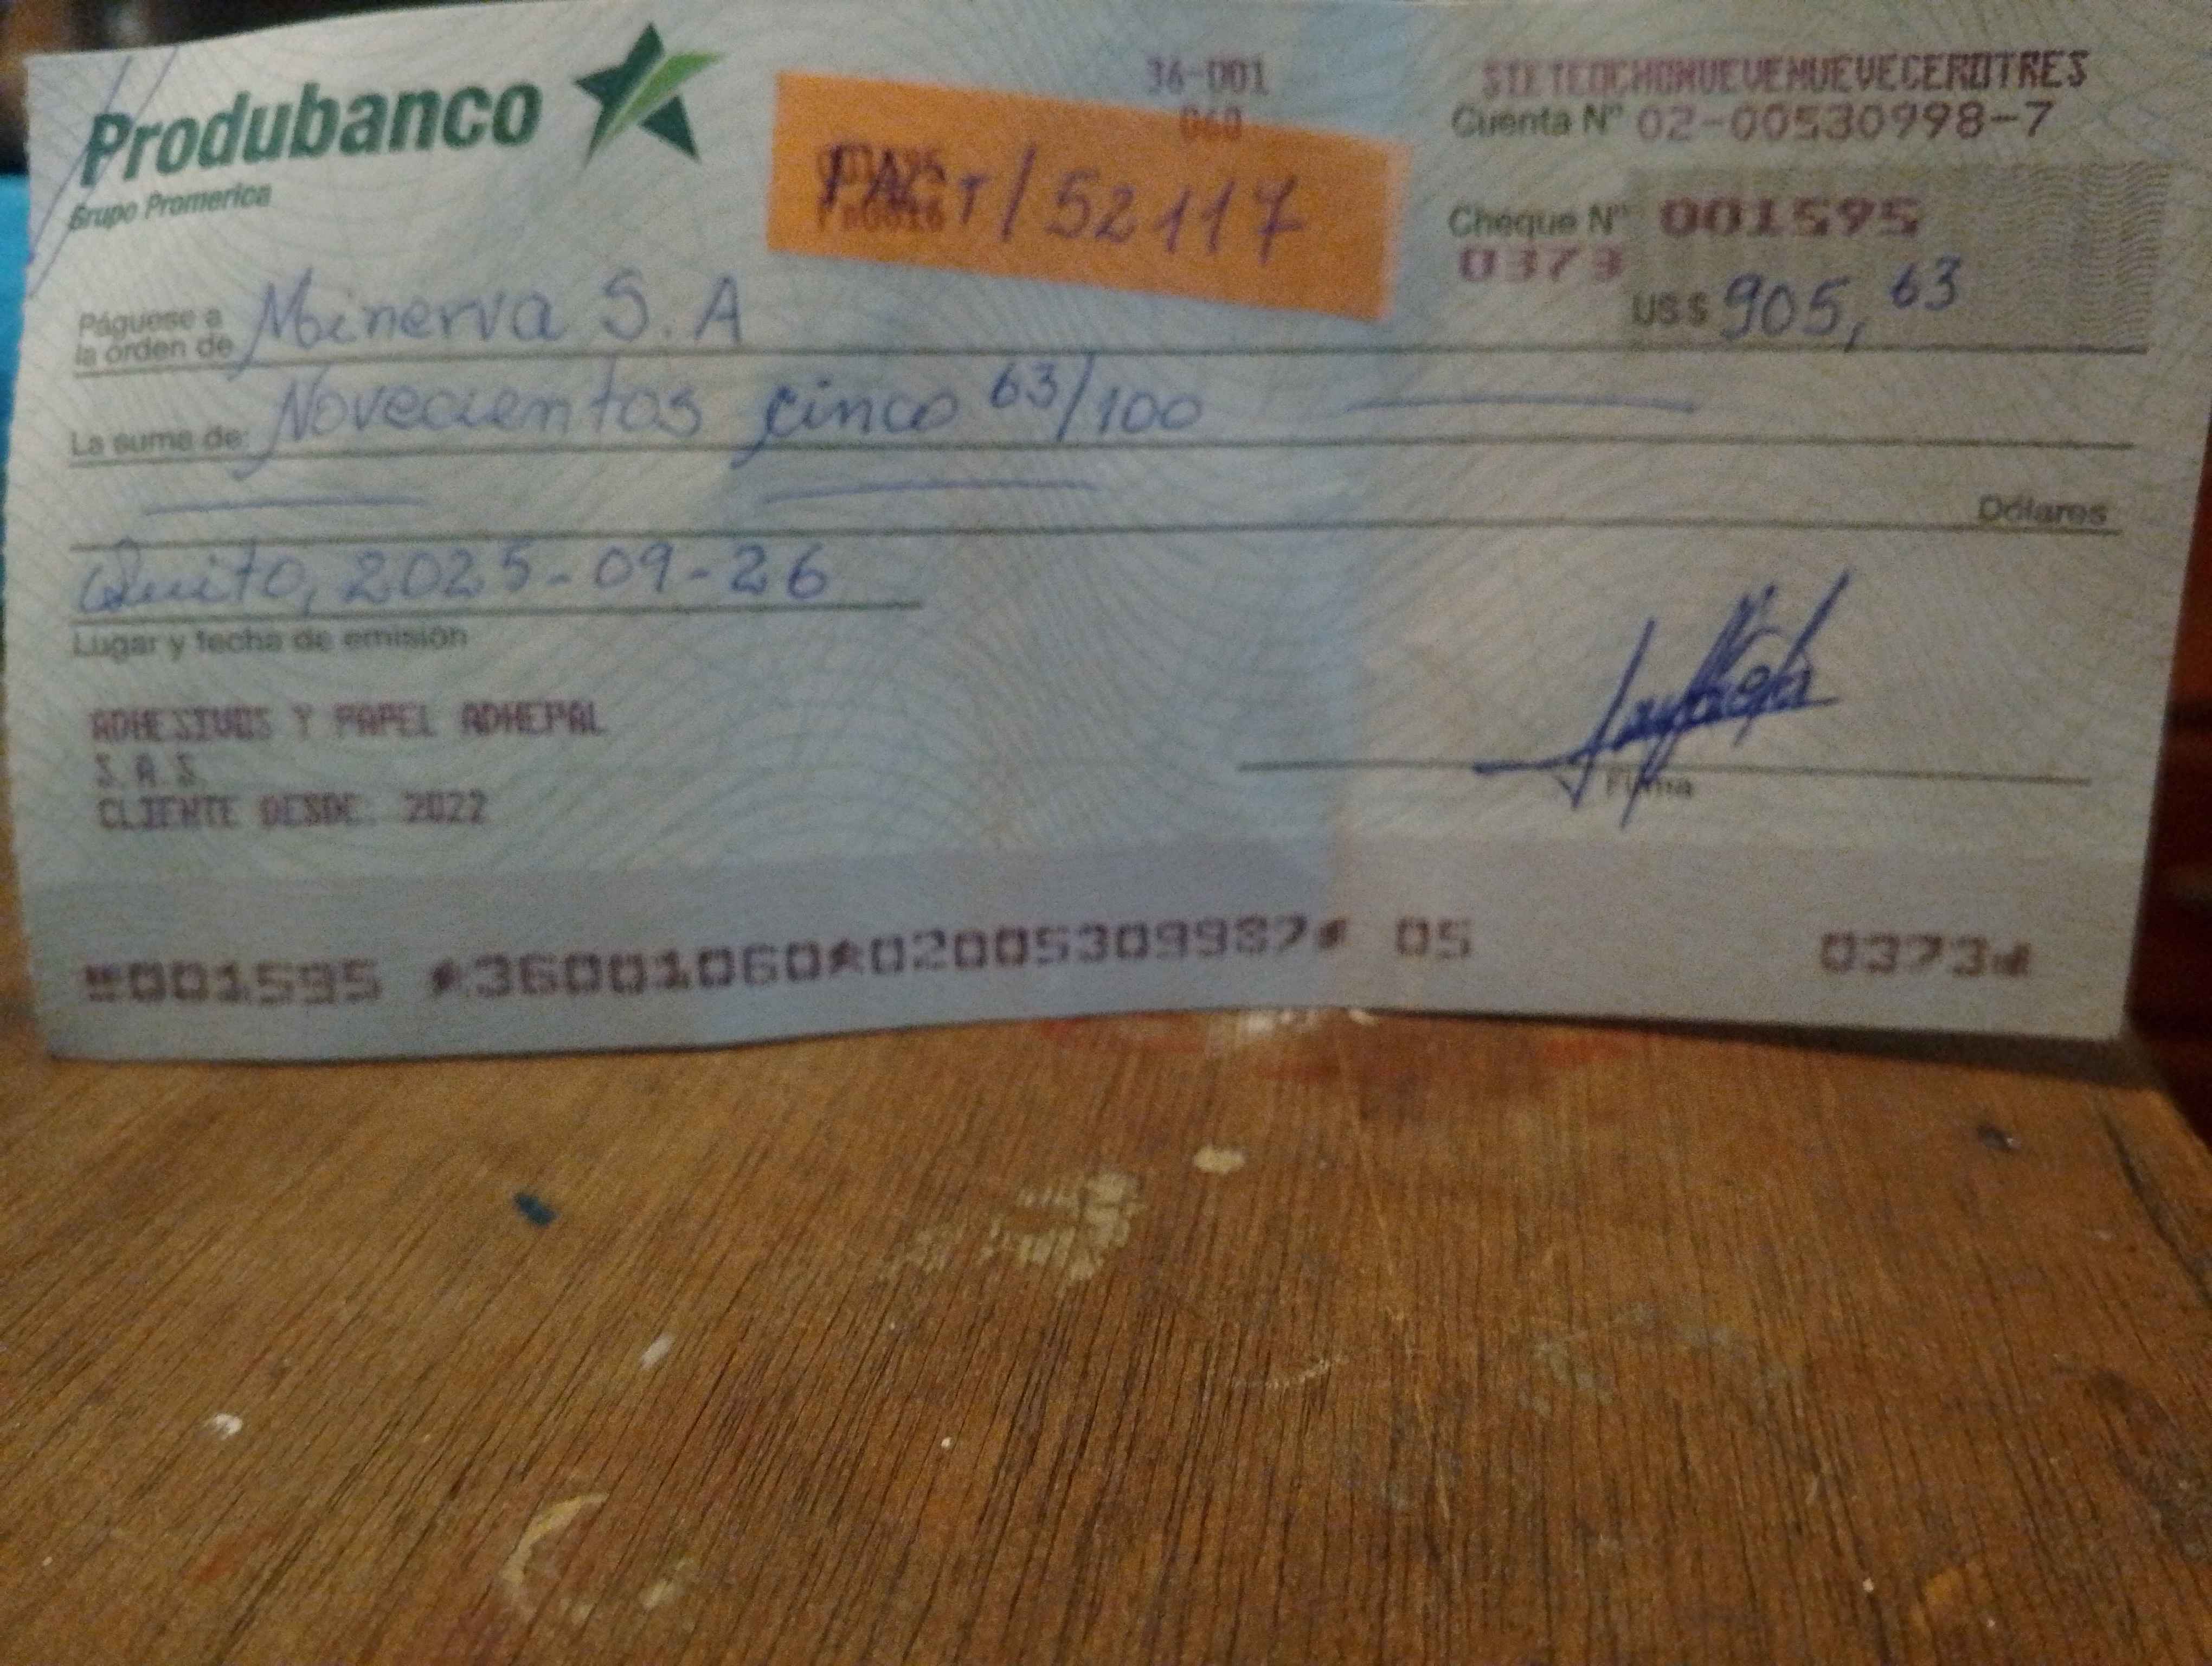 Produbanco
Grupo Promerica
36-001
060
SIETEOCHONUEVENUEVECEROTRES
Cuenta Nº 02-00530998-7
FACT/52117
Cheque Nº 001595
0373
US$ 905,63
Páguese a
la orden de Minerva S.A
La suma de: Novecientos cinco 63/100
Dólares
Quito, 2025-09-26
Lugar y fecha de emisión
ADHESIVOS Y PAPEL ADHEPAL
S.A.S.
CLIENTE DESDE: 2022
Firma
001595 36001060 02005309987 05 0373